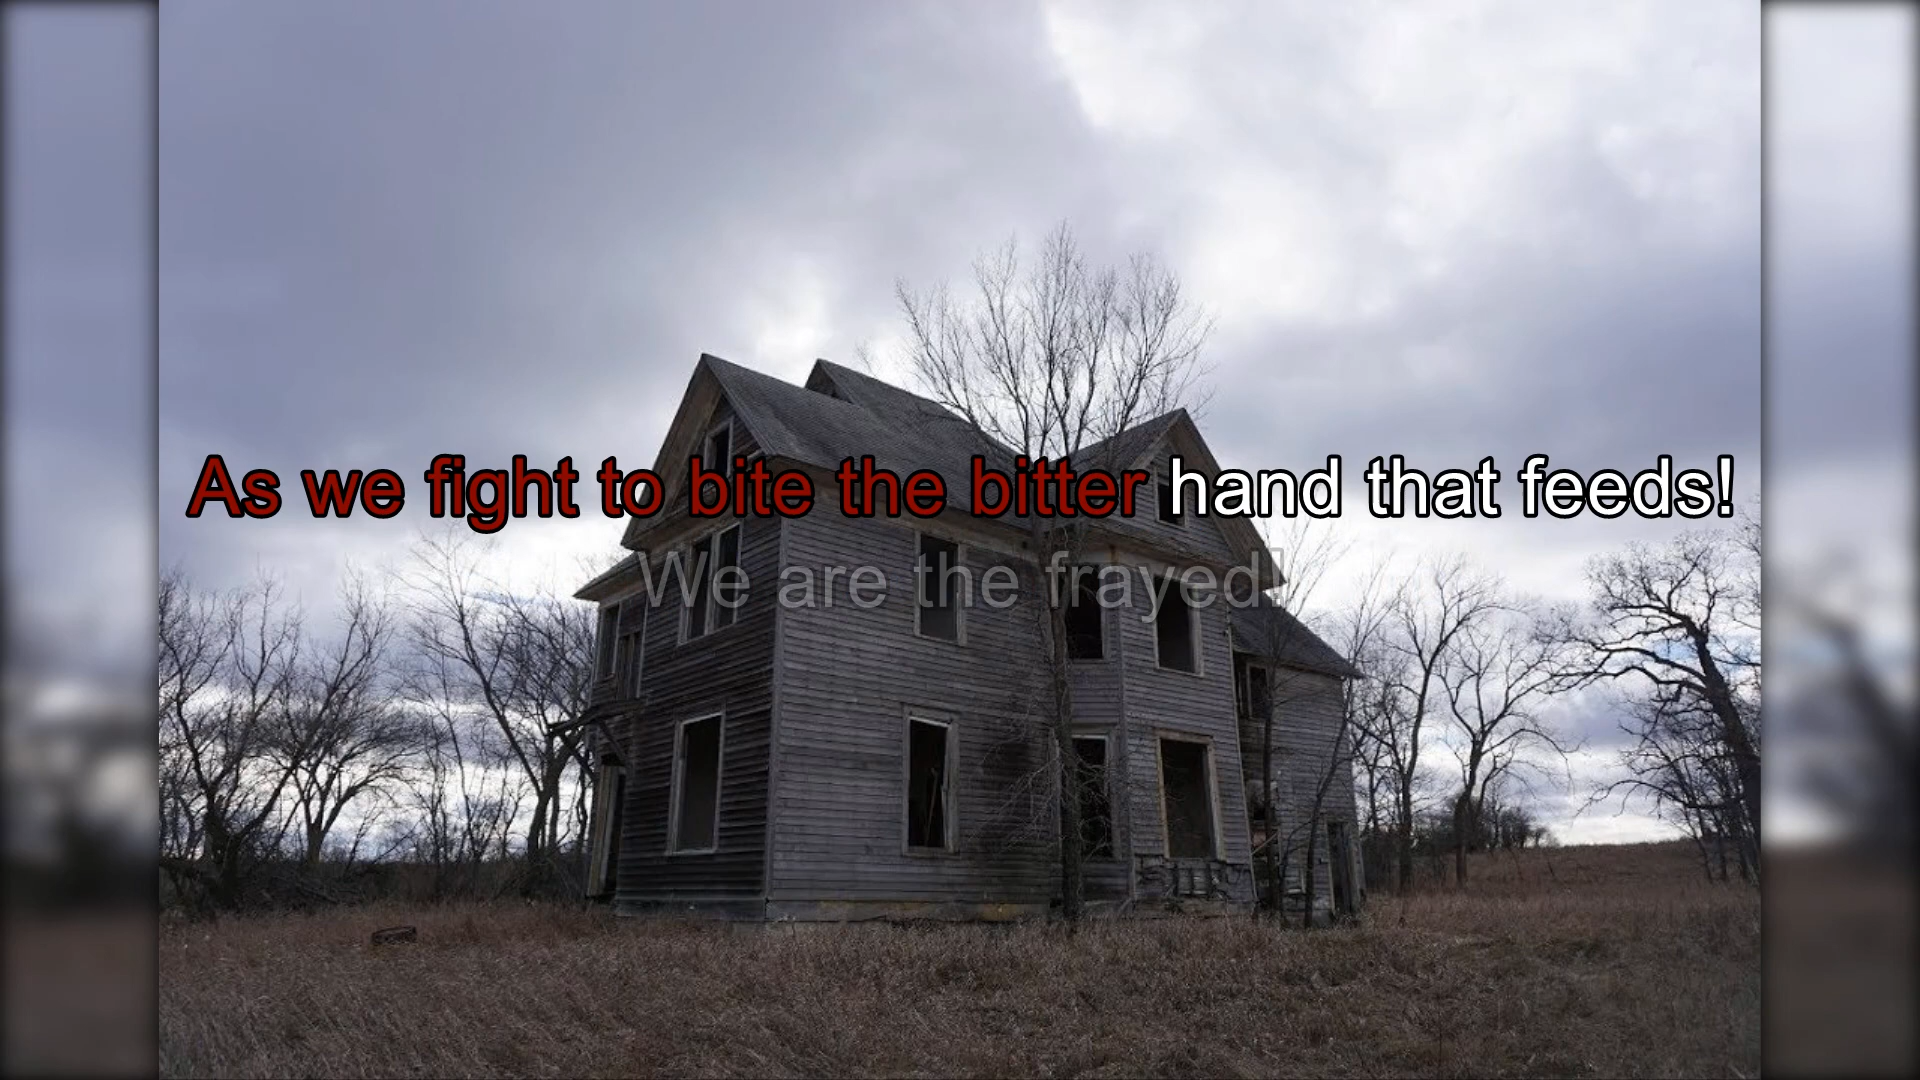 As we fight to bite the bitter hand that feeds!
We are the frayed!